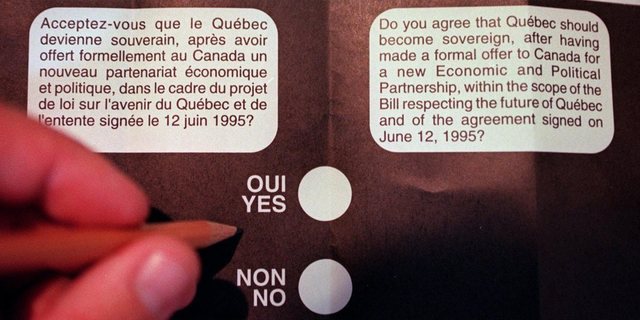 Acceptez-vous que le Québec
devienne souverain, après avoir
offert formellement au Canada un
nouveau partenariat économique
et politique, dans le cadre du projet
de loi sur l'avenir du Québec et de
l'entente signée le 12 juin 1995?
Do you agree that Québec should
become sovereign, after having
made a formal offer to Canada for
a new Economic and Political
Partnership, within the scope of the
Bill respecting the future of Québec
and of the agreement signed on
June 12, 1995?
OUI
YES
NON
NO